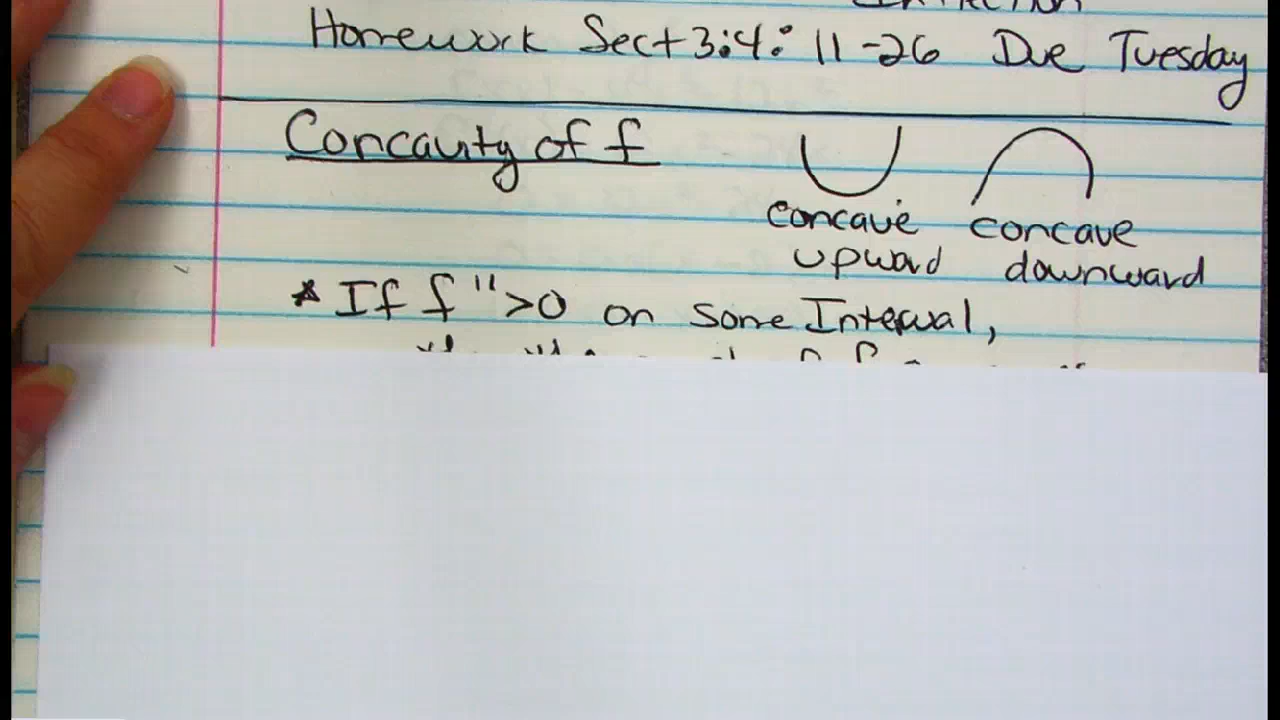 Homework Sect 3.4: 11-26 Due Tuesday
Concavity of f
concave concave
upward downward
* If f ">0 on some Interval,